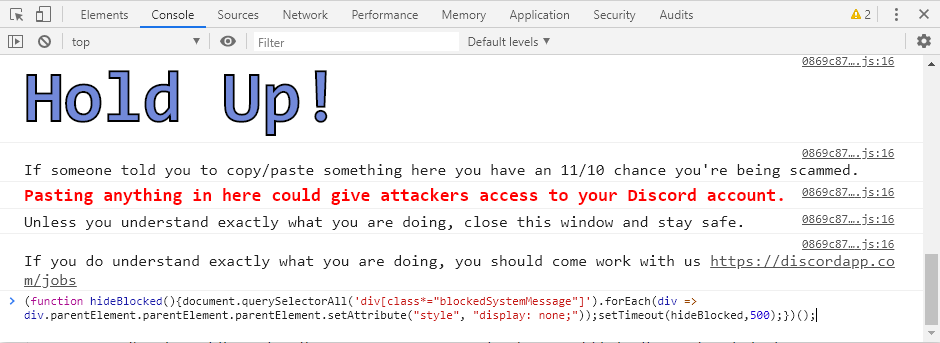 Elements Console Sources Network Performance Memory Application Security Audits 2
top Filter Default levels
0869c87….js:16
Hold Up!
0869c87….js:16
If someone told you to copy/paste something here you have an 11/10 chance you're being scammed.
Pasting anything in here could give attackers access to your Discord account. 0869c87….js:16
Unless you understand exactly what you are doing, close this window and stay safe. 0869c87….js:16
0869c87….js:16
If you do understand exactly what you are doing, you should come work with us https://discordapp.co
m/jobs
(function hideBlocked(){document.querySelectorAll('div[class*="blockedSystemMessage"]').forEach(div =>
div.parentElement.parentElement.parentElement.setAttribute("style", "display: none;"));setTimeout(hideBlocked,500);})();